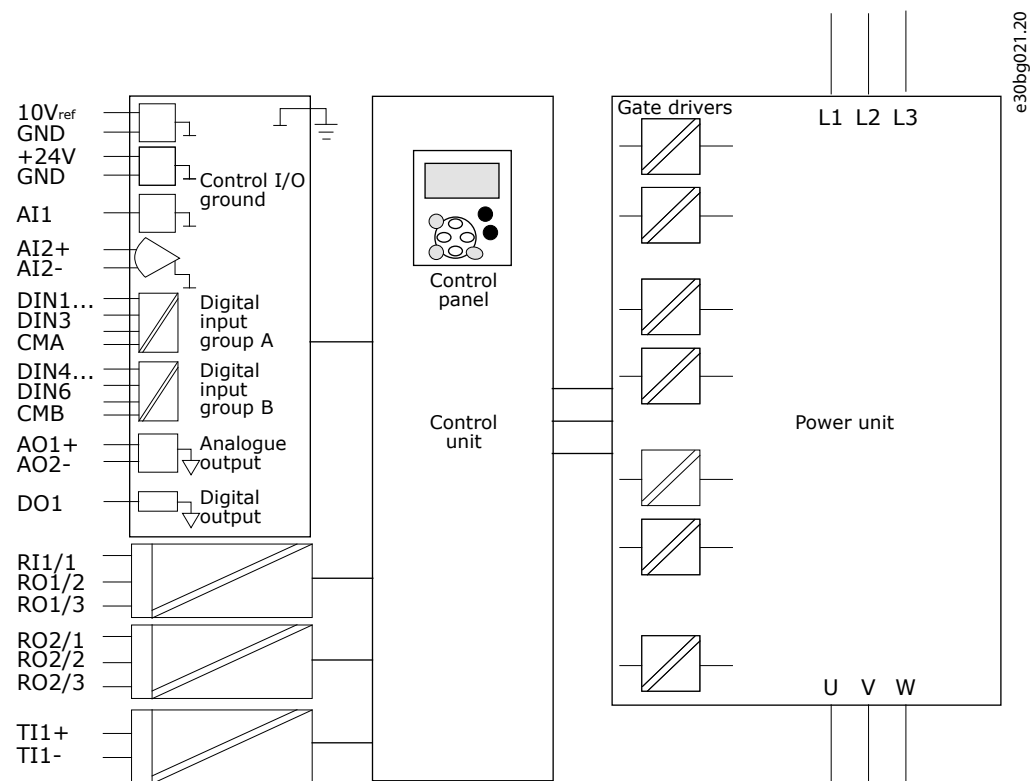 10Vref
GND
+24V
GND
Control I/O
ground
AI1
AI2+
AI2-
DIN1...
DIN3
CMA
Digital
input
group A
DIN4...
DIN6
CMB
Digital
input
group B
AO1+
AO2-
Analogue
output
DO1
Digital
output
RI1/1
RO1/2
RO1/3
RO2/1
RO2/2
RO2/3
TI1+
TI1-
Control
panel
Control
unit
Gate drivers
L1 L2 L3
Power unit
U V W
e30bg021.20